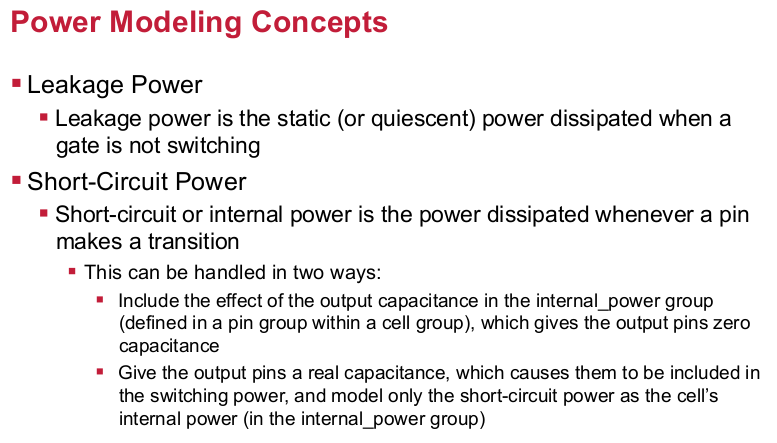 Power Modeling Concepts
Leakage Power
Leakage power is the static (or quiescent) power dissipated when a
gate is not switching
Short-Circuit Power
Short-circuit or internal power is the power dissipated whenever a pin
makes a transition
This can be handled in two ways:
Include the effect of the output capacitance in the internal_power group
(defined in a pin group within a cell group), which gives the output pins zero
capacitance
Give the output pins a real capacitance, which causes them to be included in
the switching power, and model only the short-circuit power as the cell's
internal power (in the internal_power group)